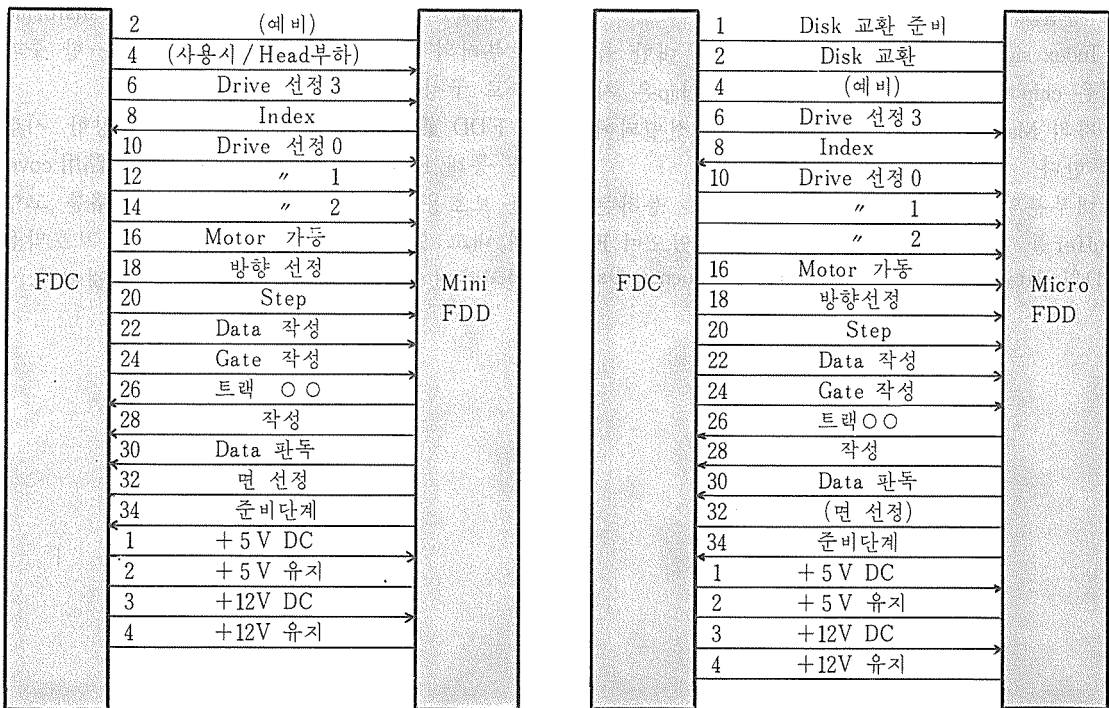 2 (예비)
4 (사용시 / Head부하)
6 Drive 선정 3
8 Index
10 Drive 선정 0
12 〃 1
14 〃 2
16 Motor 가동
18 방향 선정
20 Step
22 Data 작성
24 Gate 작성
26 트랙 ○○
28 작성
30 Data 판독
32 면 선정
34 준비단계
1 +5V DC
2 +5V 유지
3 +12V DC
4 +12V 유지
FDC
Mini
FDD
1 Disk 교환 준비
2 Disk 교환
4 (예비)
6 Drive 선정 3
8 Index
10 Drive 선정 0
〃 1
〃 2
16 Motor 가동
18 방향선정
20 Step
22 Data 작성
24 Gate 작성
26 트랙○○
28 작성
30 Data 판독
32 (면 선정)
34 준비단계
1 +5V DC
2 +5V 유지
3 +12V DC
4 +12V 유지
FDC
Micro
FDD